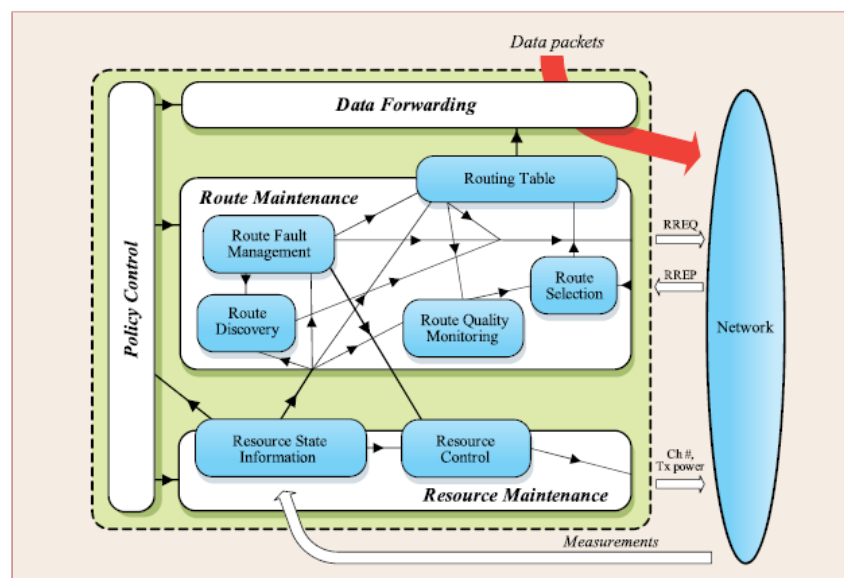 Data packets
Data Forwarding
Policy Control
Routing Table
Route Maintenance
Route Fault
Management
RREQ
RREP
Route
Selection
Route
Discovery
Route Quality
Monitoring
Network
Resource State
Information
Resource
Control
Ch #,
Tx power
Resource Maintenance
Measurements